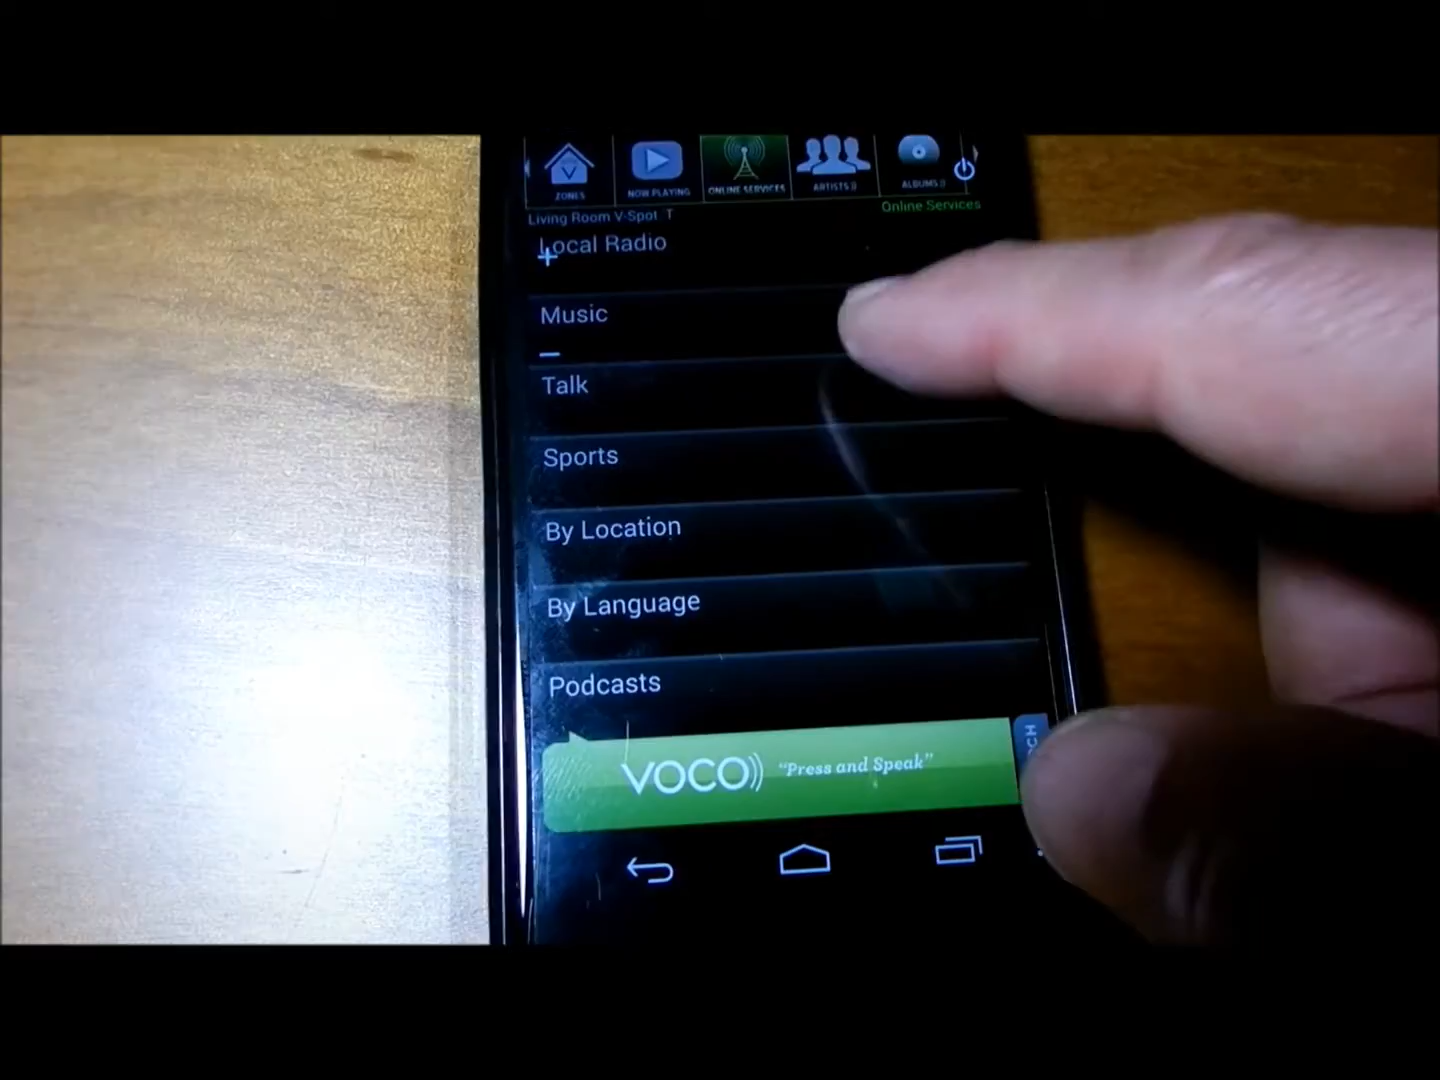 ZONES
NOW PLAYING
ONLINE SERVICES
ARTISTS
ALBUMS
Living Room V-Spot T
Online Services
Local Radio
Music
Talk
Sports
By Location
By Language
Podcasts
VOCO "Press and Speak"